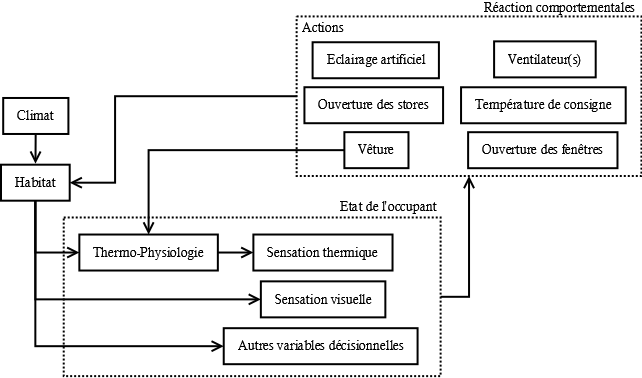 Réaction comportementales
Actions
Eclairage artificiel
Ventilateur(s)
Ouverture des stores
Température de consigne
Vêture
Ouverture des fenêtres
Climat
Habitat
Etat de l'occupant
Thermo-Physiologie
Sensation thermique
Sensation visuelle
Autres variables décisionnelles